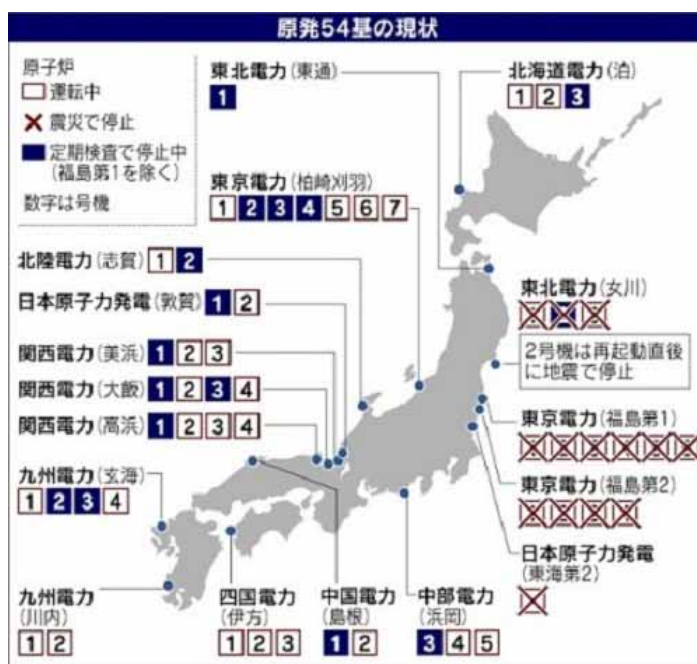 原発54基の現状
原子炉
運転中
震災で停止
定期検査で停止中
(福島第1を除く)
数字は号機
東北電力(東通)
1
北海道電力(泊)
1 2 3
東京電力(柏崎刈羽)
1 2 3 4 5 6 7
北陸電力(志賀) 1 2
日本原子力発電(敦賀) 1 2
関西電力(美浜) 1 2 3
関西電力(大飯) 1 2 3 4
関西電力(高浜) 1 2 3 4
九州電力(玄海)
1 2 3 4
東北電力(女川)
2号機は再起動直後
に地震で停止
東京電力(福島第1)
東京電力(福島第2)
日本原子力発電
(東海第2)
九州電力
(川内)
1 2
四国電力
(伊方)
1 2 3
中国電力
(島根)
1 2
中部電力
(浜岡)
3 4 5